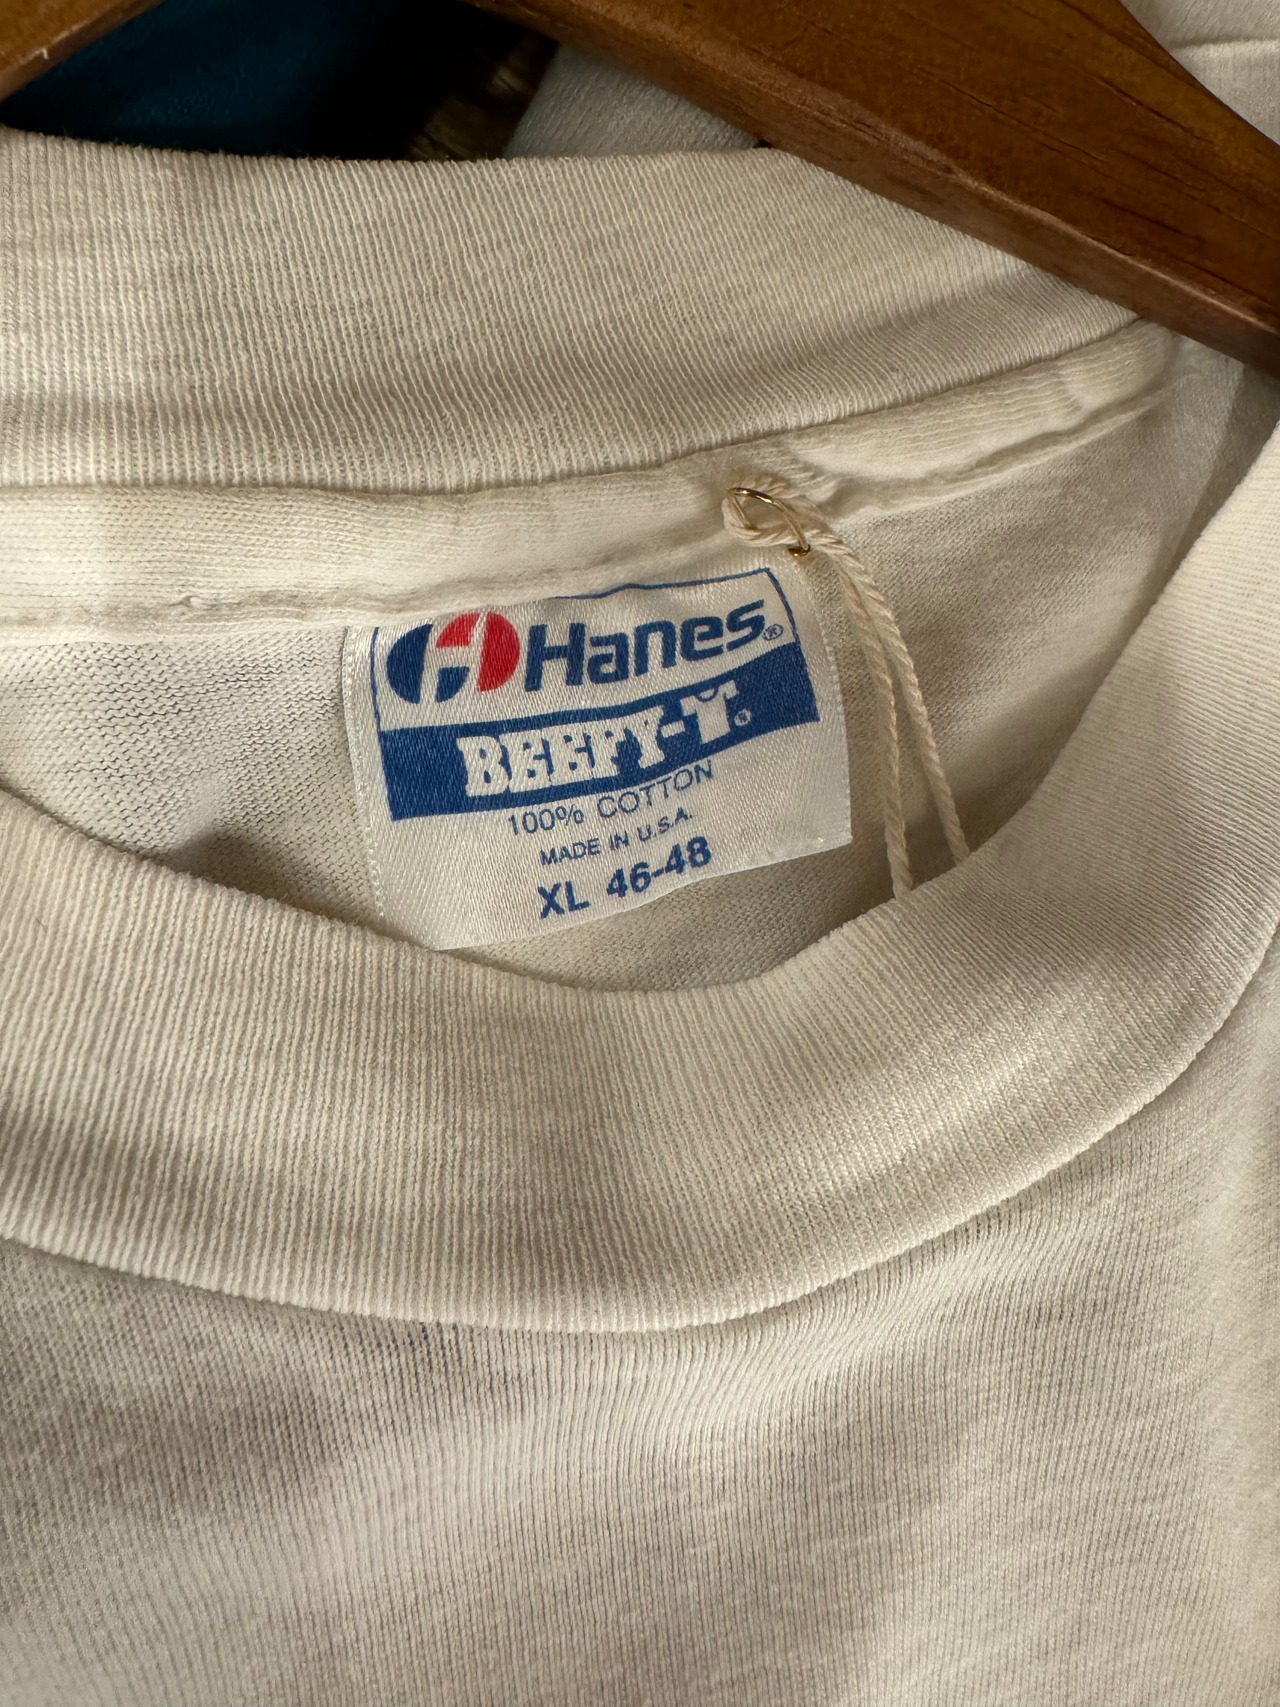 Hanes®
BEEFY-T®
100% COTTON
MADE IN U.S.A.
XL 46-48